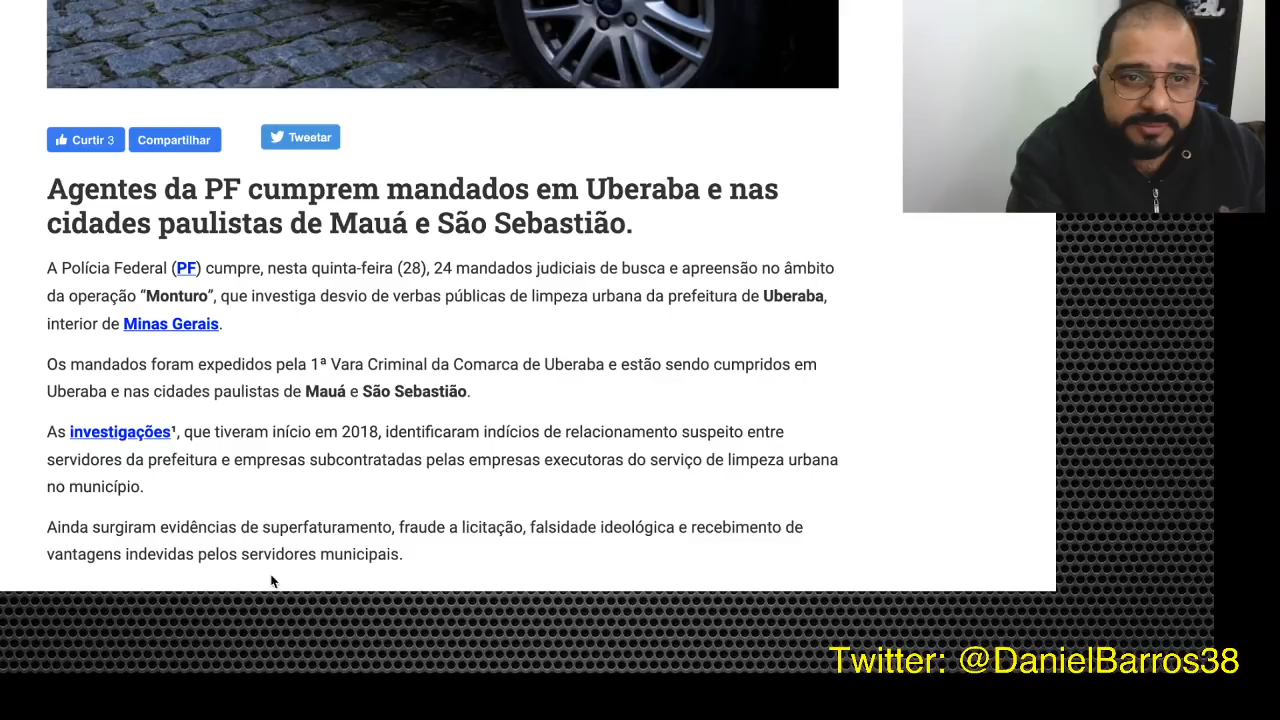 Curtir 3 Compartilhar Tweetar
Agentes da PF cumprem mandados em Uberaba e nas
cidades paulistas de Mauá e São Sebastião.
A Polícia Federal (PF) cumpre, nesta quinta-feira (28), 24 mandados judiciais de busca e apreensão no âmbito
da operação “Monturo”, que investiga desvio de verbas públicas de limpeza urbana da prefeitura de Uberaba,
interior de Minas Gerais.
Os mandados foram expedidos pela 1ª Vara Criminal da Comarca de Uberaba e estão sendo cumpridos em
Uberaba e nas cidades paulistas de Mauá e São Sebastião.
As investigações¹, que tiveram início em 2018, identificaram indícios de relacionamento suspeito entre
servidores da prefeitura e empresas subcontratadas pelas empresas executoras do serviço de limpeza urbana
no município.
Ainda surgiram evidências de superfaturamento, fraude a licitação, falsidade ideológica e recebimento de
vantagens indevidas pelos servidores municipais.
Twitter: @DanielBarros38